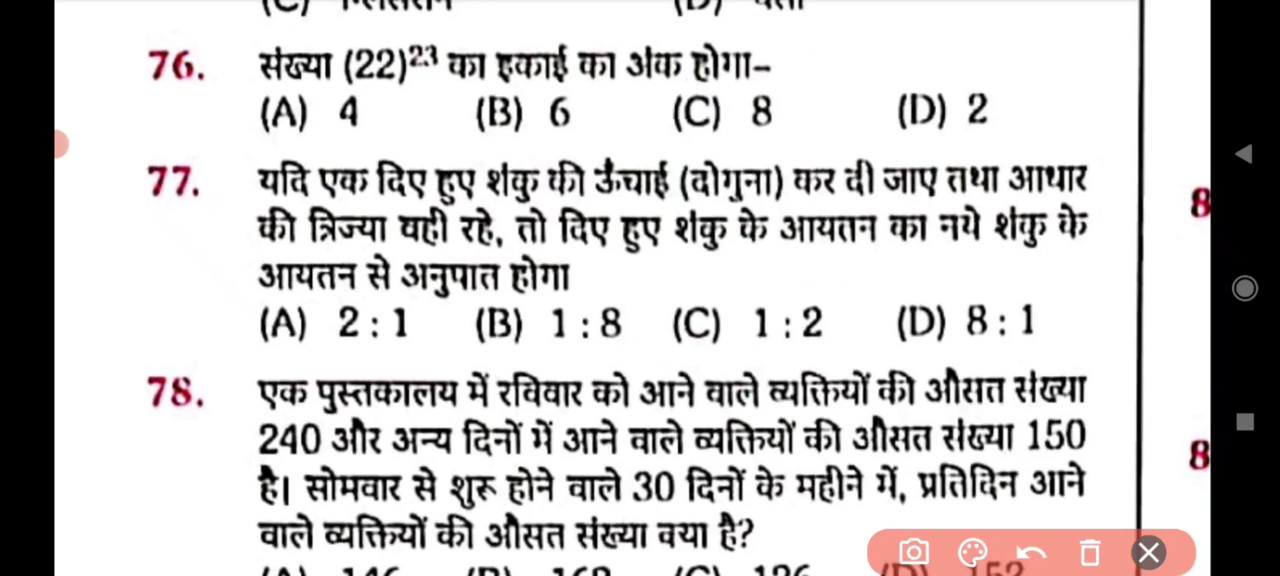 76. संख्या (22)²³ का इकाई का अंक होगा–
(A) 4 (B) 6 (C) 8 (D) 2
77. यदि एक दिए हुए शंकु की ऊँचाई (दोगुना) कर दी जाए तथा आधार
की त्रिज्या वही रहे, तो दिए हुए शंकु के आयतन का नये शंकु के
आयतन से अनुपात होगा
(A) 2 : 1 (B) 1 : 8 (C) 1 : 2 (D) 8 : 1
78. एक पुस्तकालय में रविवार को आने वाले व्यक्तियों की औसत संख्या
240 और अन्य दिनों में आने वाले व्यक्तियों की औसत संख्या 150
है। सोमवार से शुरू होने वाले 30 दिनों के महीने में, प्रतिदिन आने
वाले व्यक्तियों की औसत संख्या क्या है?
8
8